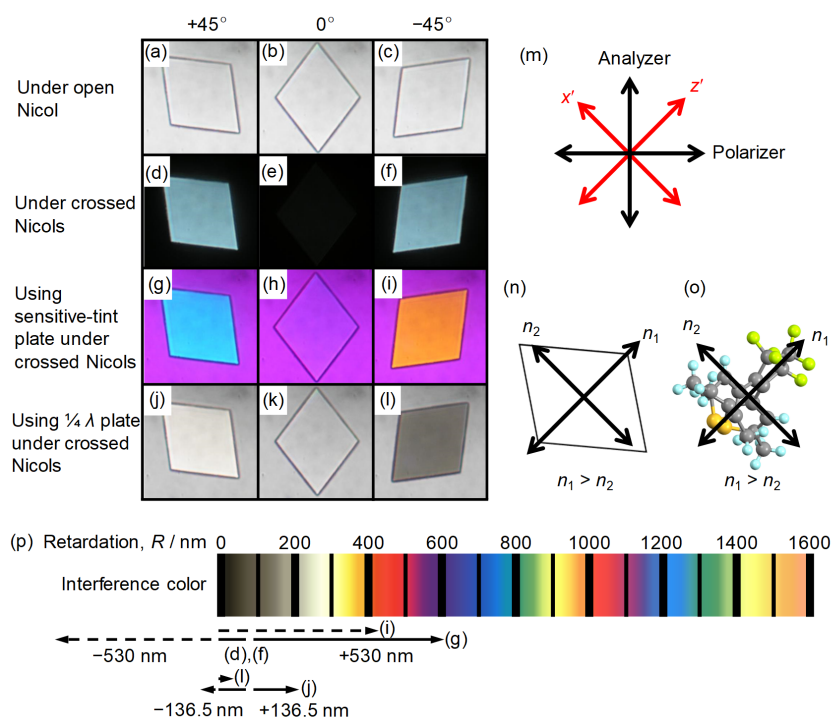 +45° 0° −45°
(a) (b) (c)
Under open
Nicol
(d) (e) (f)
Under crossed
Nicols
(g) (h) (i)
Using
sensitive-tint
plate under
crossed Nicols
(j) (k) (l)
Using ¼ λ plate
under crossed
Nicols
(m)
Analyzer
x′ z′
Polarizer
(n) (o)
n2 n1 n2 n1
n1 > n2 n1 > n2
(p) Retardation, R / nm 0 200 400 600 800 1000 1200 1400 1600
Interference color
(i)
(d),(f) (g)
−530 nm +530 nm
(l)
(j)
−136.5 nm +136.5 nm